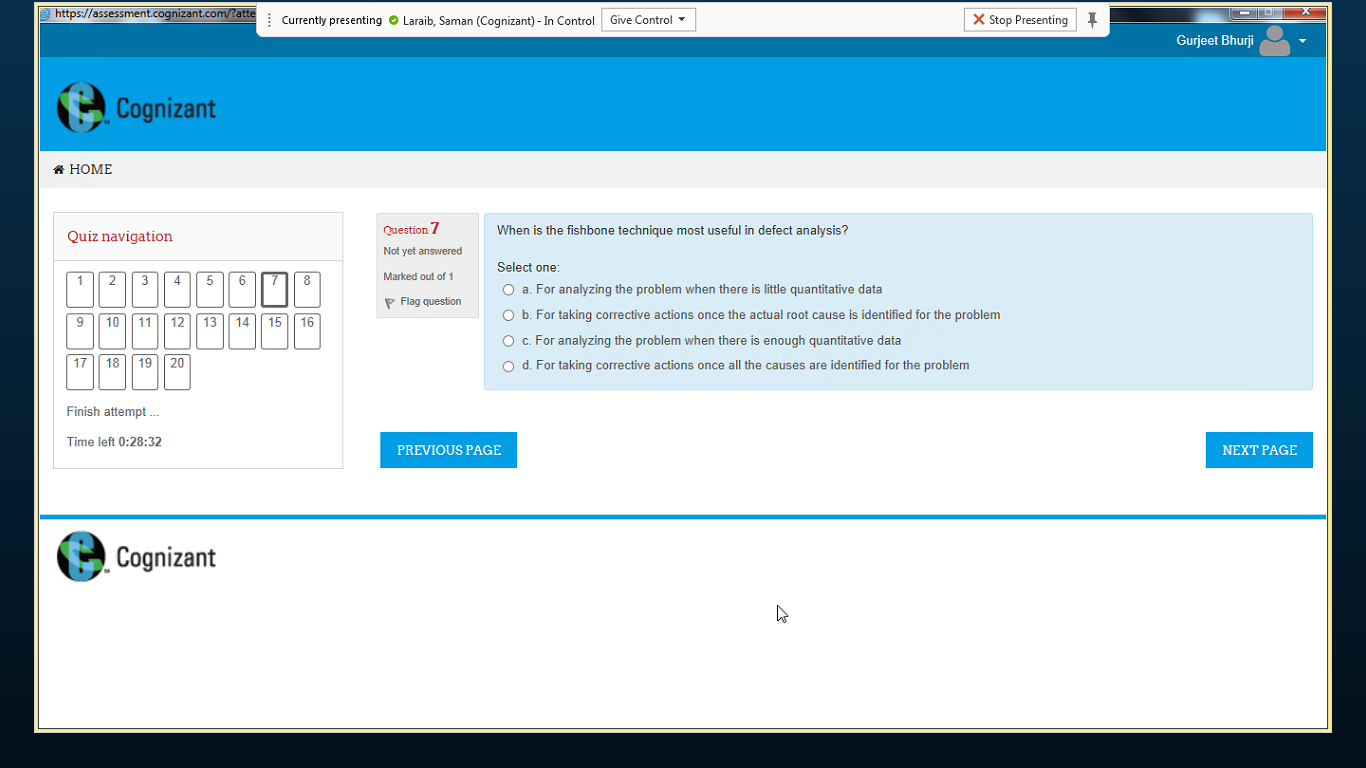 https://assessment.cognizant.com/?atte
Currently presenting Laraib, Saman (Cognizant) - In Control Give Control Stop Presenting
Gurjeet Bhurji
Cognizant
HOME
Quiz navigation
1 2 3 4 5 6 7 8
9 10 11 12 13 14 15 16
17 18 19 20
Finish attempt ...
Time left 0:28:32
Question 7
Not yet answered
Marked out of 1
Flag question
When is the fishbone technique most useful in defect analysis?
Select one:
a. For analyzing the problem when there is little quantitative data
b. For taking corrective actions once the actual root cause is identified for the problem
c. For analyzing the problem when there is enough quantitative data
d. For taking corrective actions once all the causes are identified for the problem
PREVIOUS PAGE NEXT PAGE
Cognizant